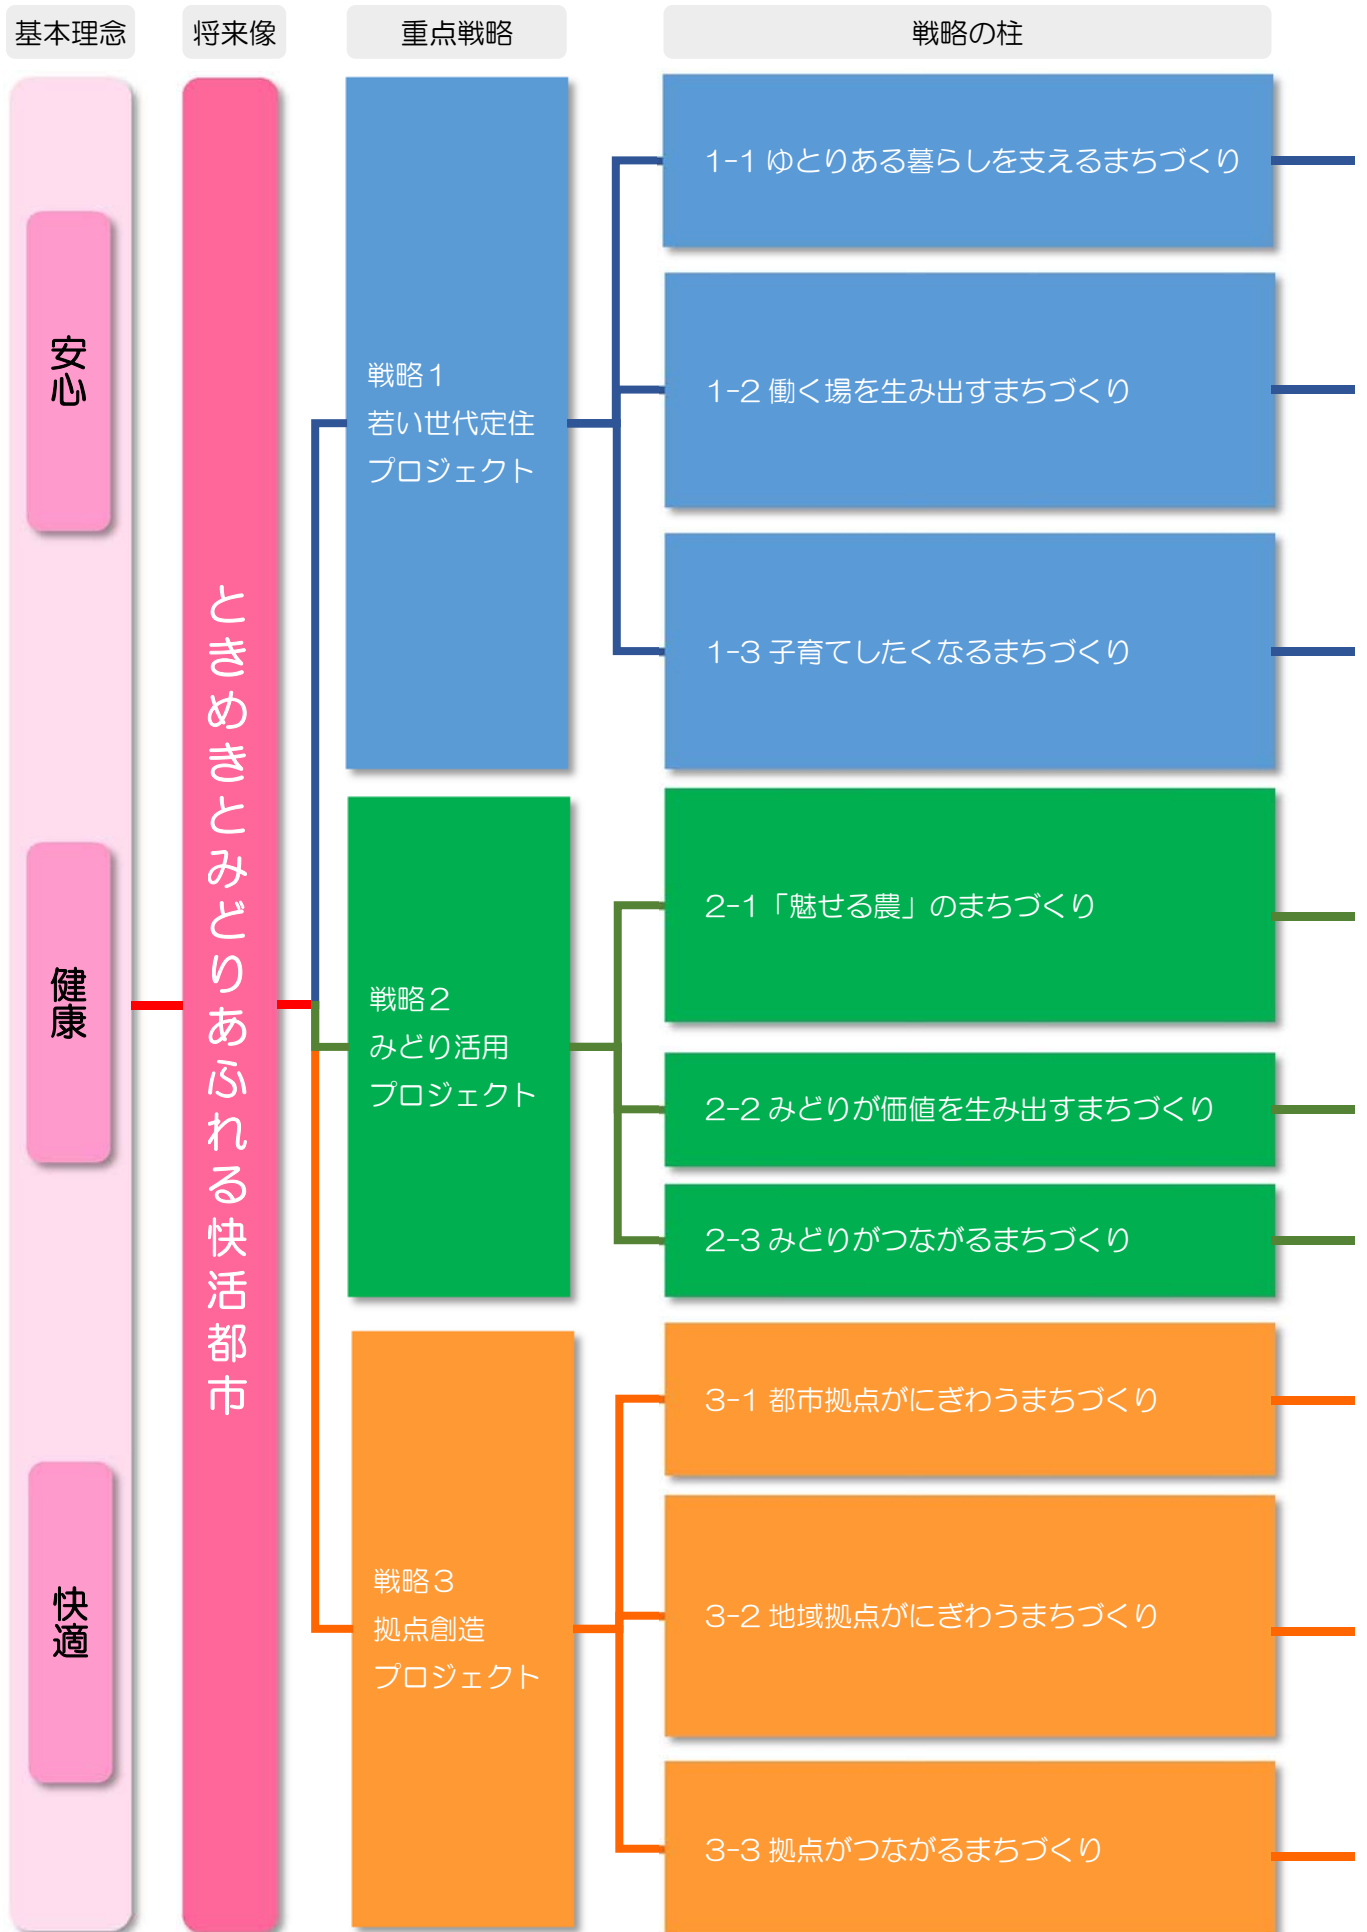 基本理念
将来像
重点戦略
戦略の柱
安心
健康
快適
ときめきとみどりあふれる快活都市
戦略１
若い世代定住
プロジェクト
1-1 ゆとりある暮らしを支えるまちづくり
1-2 働く場を生み出すまちづくり
1-3 子育てしたくなるまちづくり
戦略２
みどり活用
プロジェクト
2-1「魅せる農」のまちづくり
2-2 みどりが価値を生み出すまちづくり
2-3 みどりがつながるまちづくり
戦略３
拠点創造
プロジェクト
3-1 都市拠点がにぎわうまちづくり
3-2 地域拠点がにぎわうまちづくり
3-3 拠点がつながるまちづくり